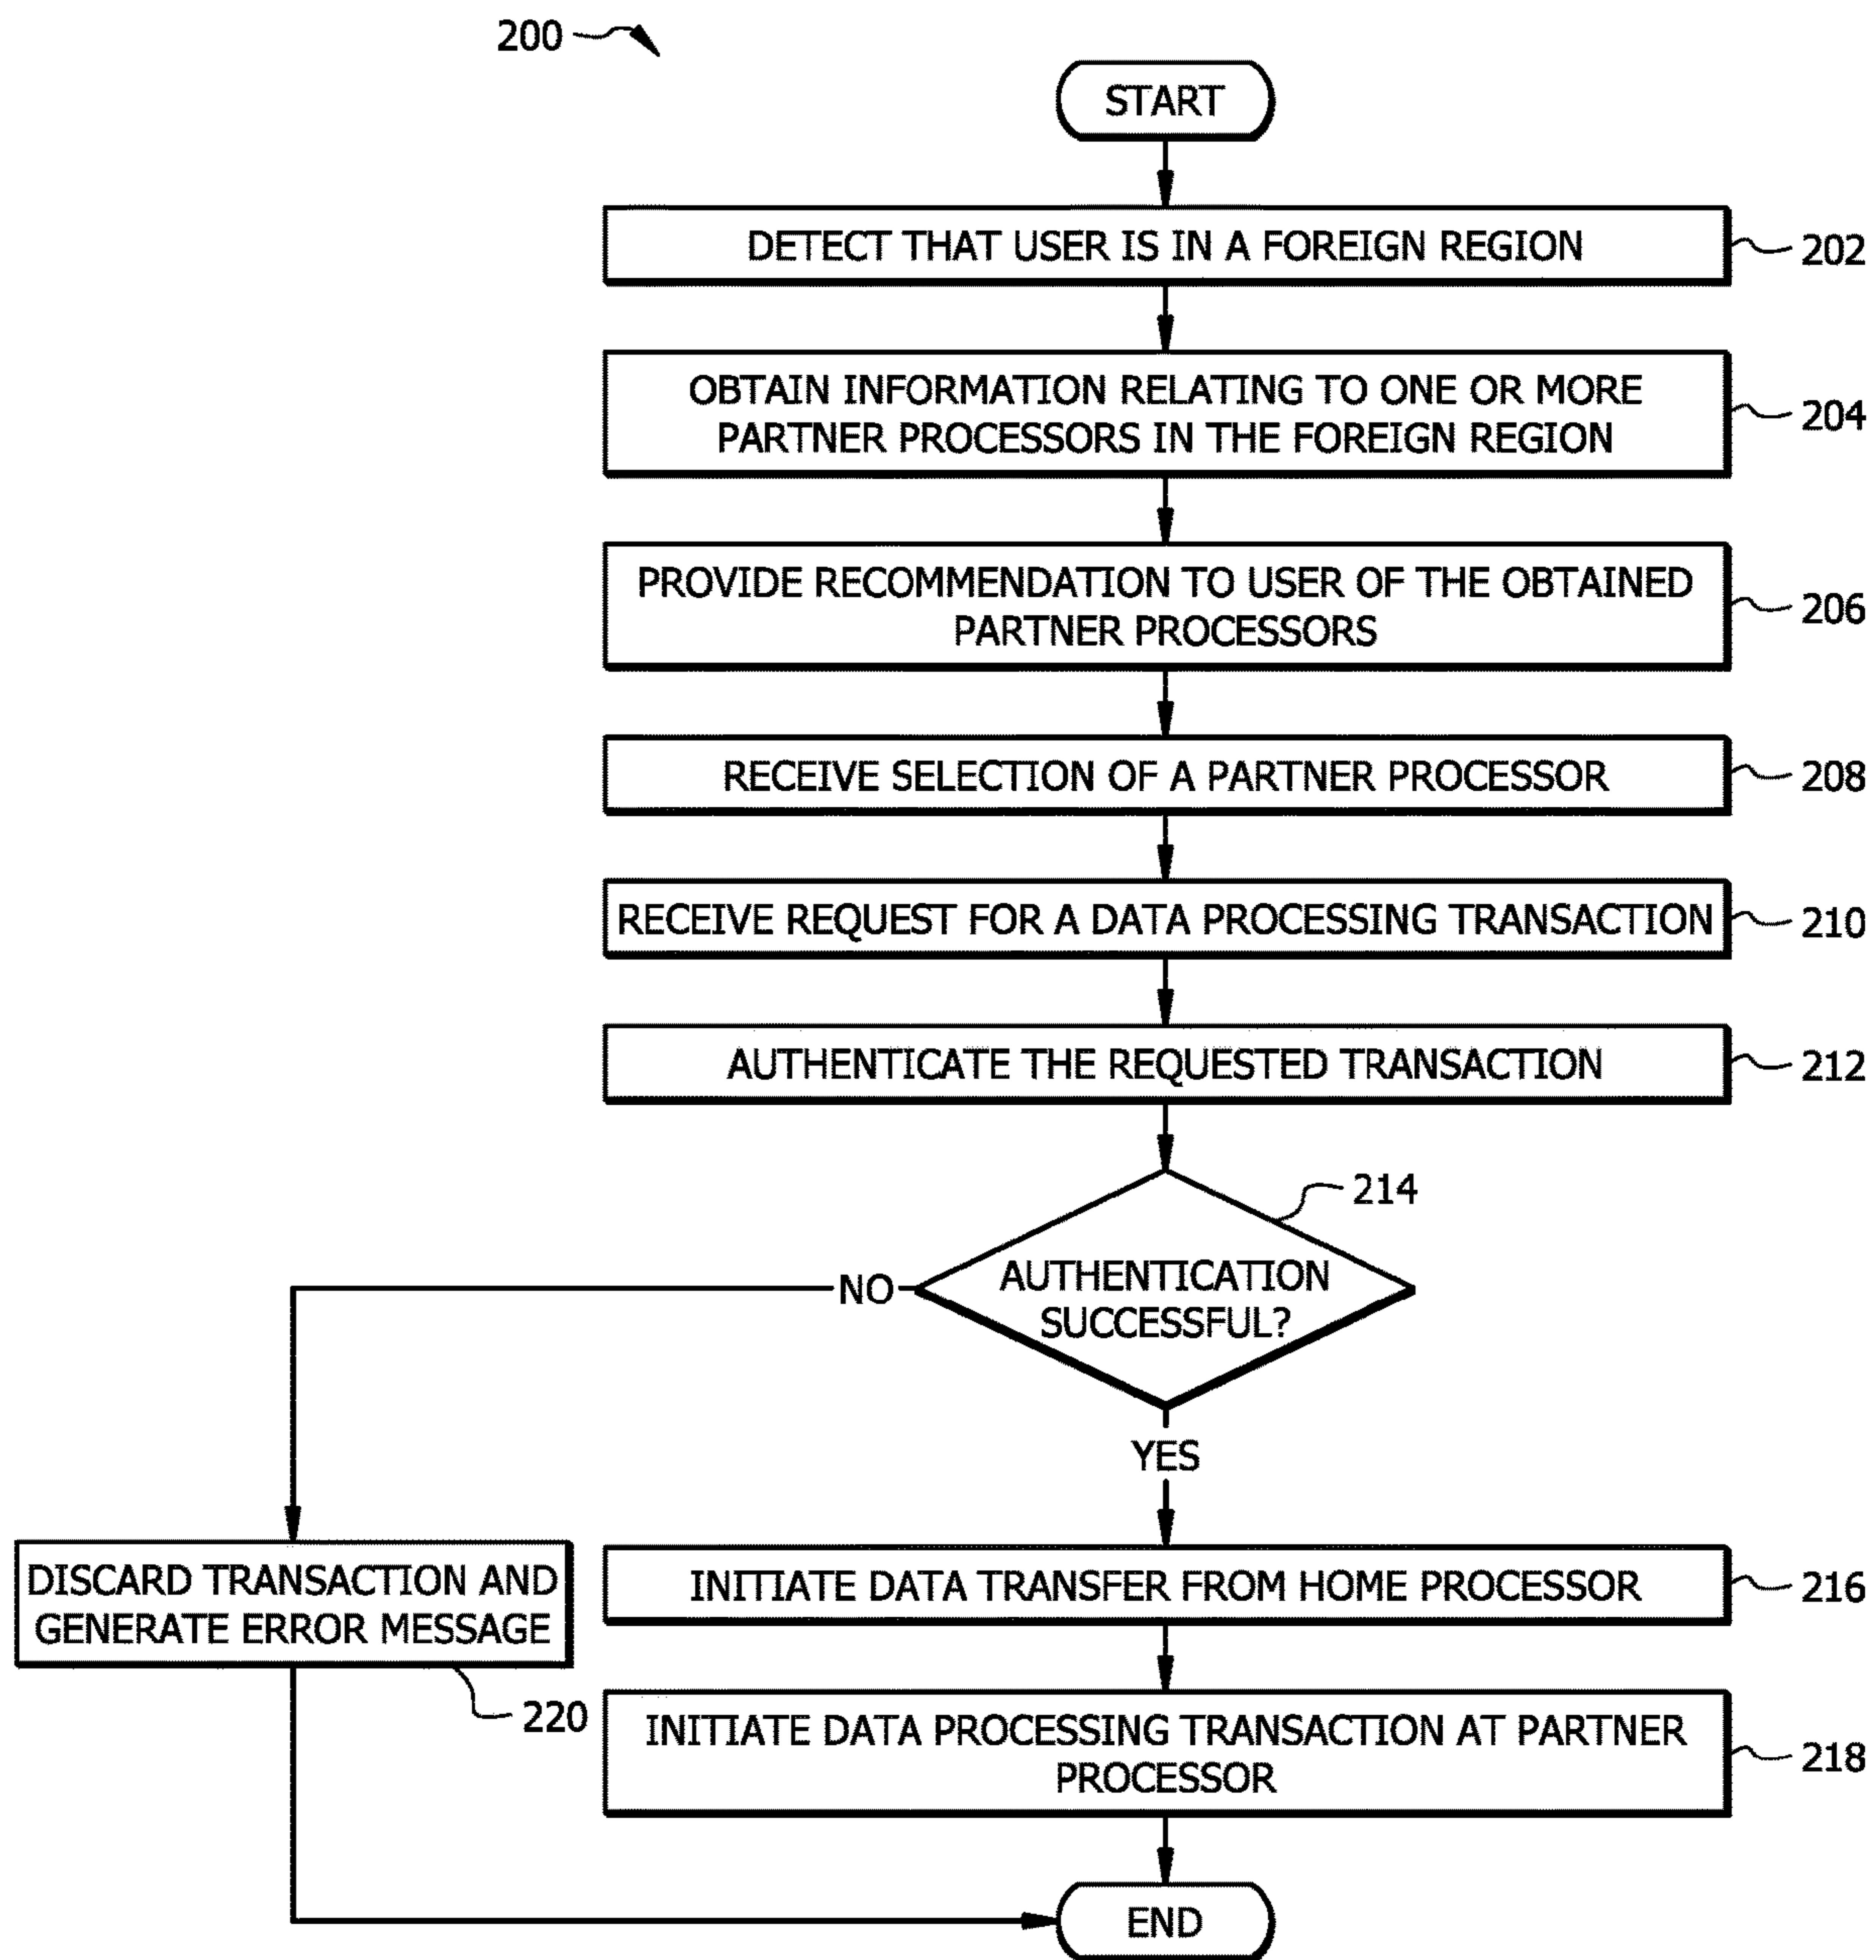 200
START
DETECT THAT USER IS IN A FOREIGN REGION
202
OBTAIN INFORMATION RELATING TO ONE OR MORE
PARTNER PROCESSORS IN THE FOREIGN REGION
204
PROVIDE RECOMMENDATION TO USER OF THE OBTAINED
PARTNER PROCESSORS
206
RECEIVE SELECTION OF A PARTNER PROCESSOR
208
RECEIVE REQUEST FOR A DATA PROCESSING TRANSACTION
210
AUTHENTICATE THE REQUESTED TRANSACTION
212
214
AUTHENTICATION
SUCCESSFUL?
NO
YES
DISCARD TRANSACTION AND
GENERATE ERROR MESSAGE
220
INITIATE DATA TRANSFER FROM HOME PROCESSOR
216
INITIATE DATA PROCESSING TRANSACTION AT PARTNER
PROCESSOR
218
END